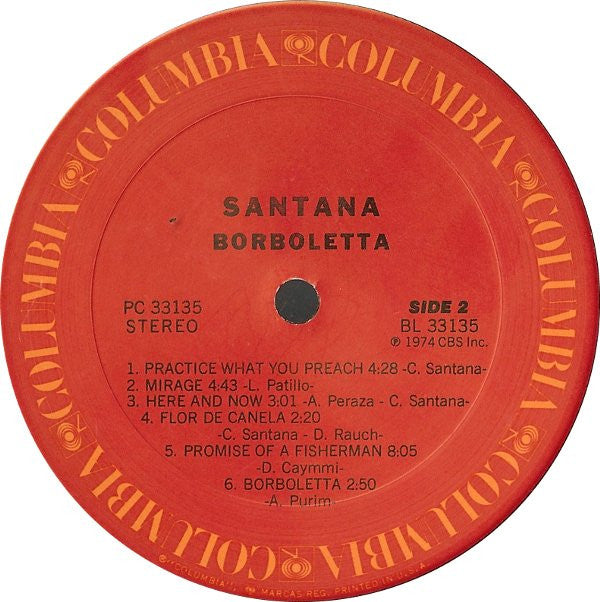 COLUMBIA COLUMBIA COLUMBIA COLUMBIA COLUMBIA COLUMBIA
SANTANA
BORBOLETTA
PC 33135
STEREO
SIDE 2
BL 33135
℗ 1974 CBS Inc.
1. PRACTICE WHAT YOU PREACH 4:28 -C. Santana-
2. MIRAGE 4:43 -L. Patillo-
3. HERE AND NOW 3:01 -A. Peraza - C. Santana-
4. FLOR DE CANELA 2:20
-C. Santana - D. Rauch-
5. PROMISE OF A FISHERMAN 8:05
-D. Caymmi-
6. BORBOLETTA 2:50
-A. Purim-
"COLUMBIA", MARCAS REG. PRINTED IN U.S.A.